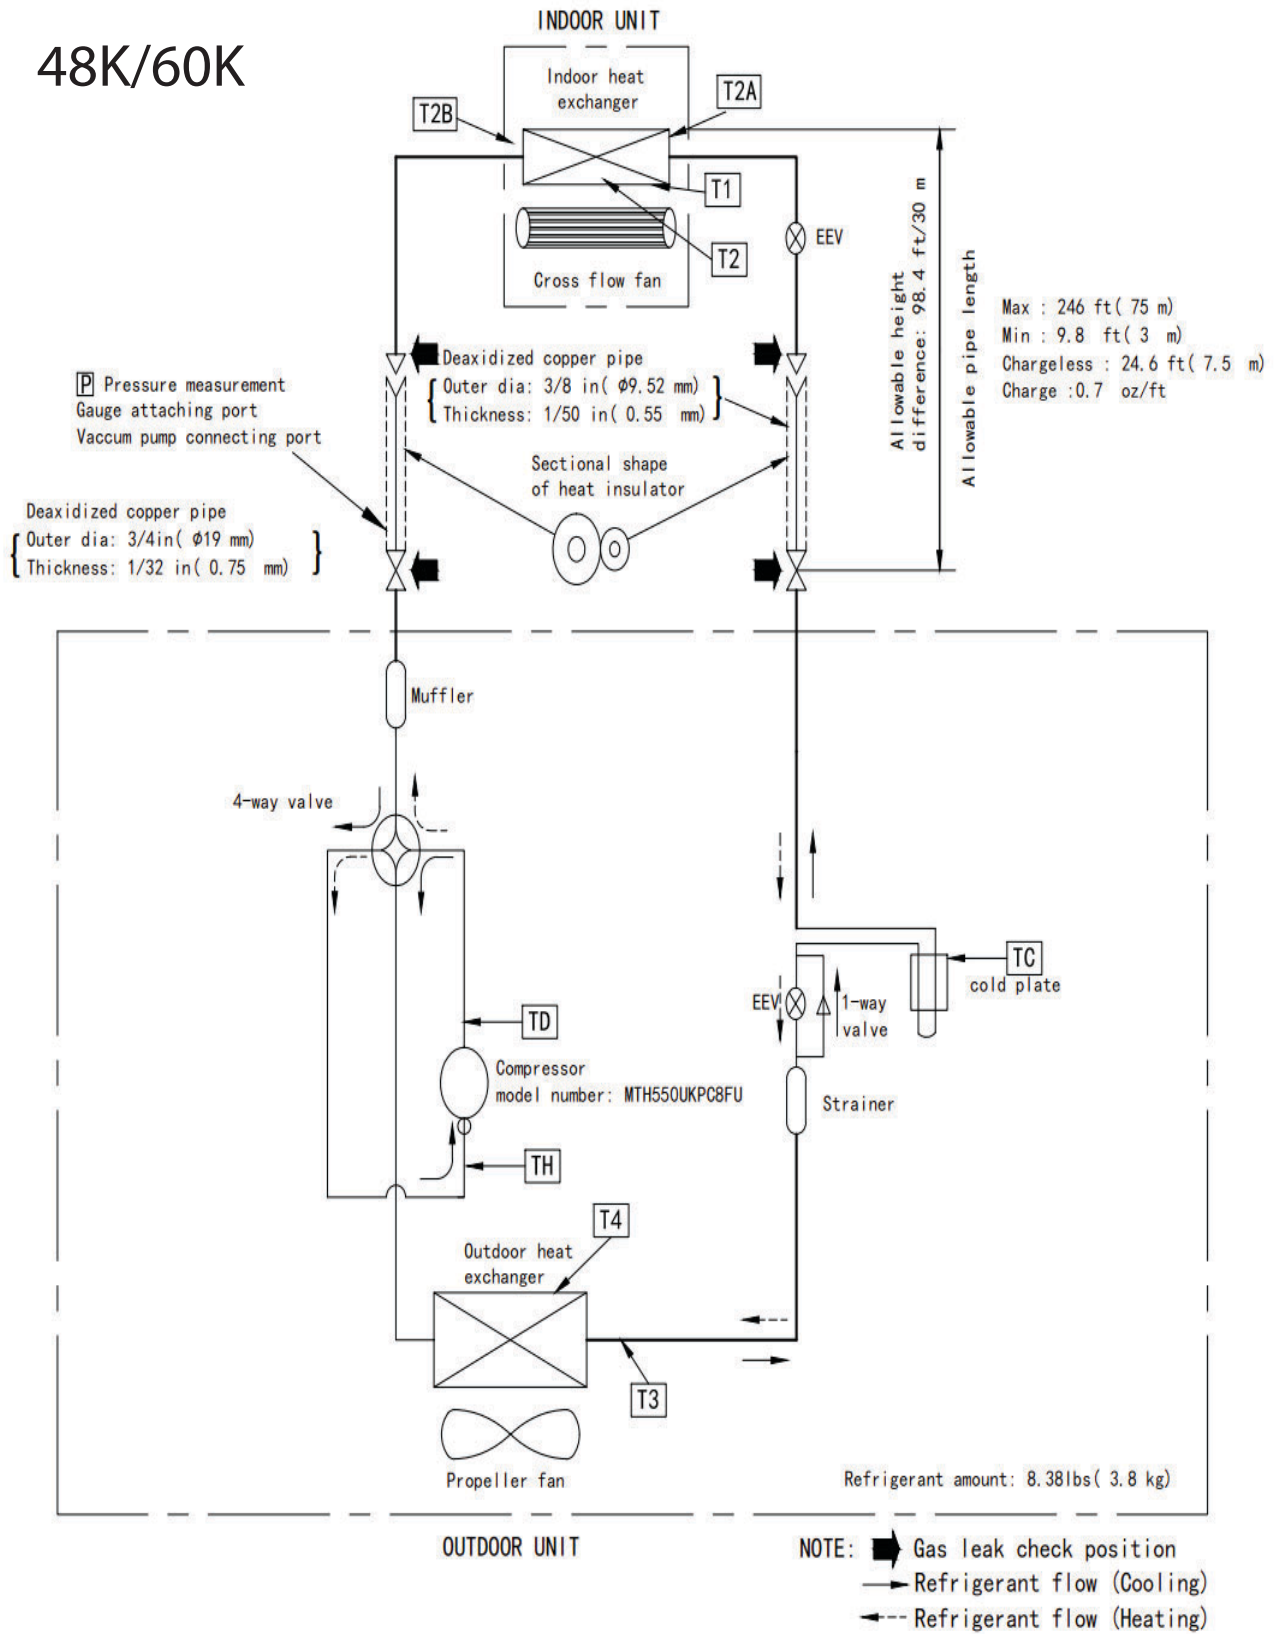 INDOOR UNIT
48K/60K
Indoor heat
exchanger
T2A
T2B
T1
EEV
T2
Cross flow fan
Allowable height
difference: 98.4 ft/30 m
Allowable pipe length
Max : 246 ft( 75 m)
Min : 9.8 ft( 3 m)
Chargeless : 24.6 ft( 7.5 m)
Charge :0.7 oz/ft
Deaxidized copper pipe
Outer dia: 3/8 in( Φ9.52 mm)
Thickness: 1/50 in( 0.55 mm)
P Pressure measurement
Gauge attaching port
Vaccum pump connecting port
Sectional shape
of heat insulator
Deaxidized copper pipe
Outer dia: 3/4in( Φ19 mm)
Thickness: 1/32 in( 0.75 mm)
Muffler
4-way valve
TC
cold plate
EEV
1-way
valve
TD
Compressor
model number: MTH550UKPC8FU
Strainer
TH
T4
Outdoor heat
exchanger
T3
Propeller fan
Refrigerant amount: 8.38lbs( 3.8 kg)
OUTDOOR UNIT
NOTE: Gas leak check position
Refrigerant flow (Cooling)
Refrigerant flow (Heating)